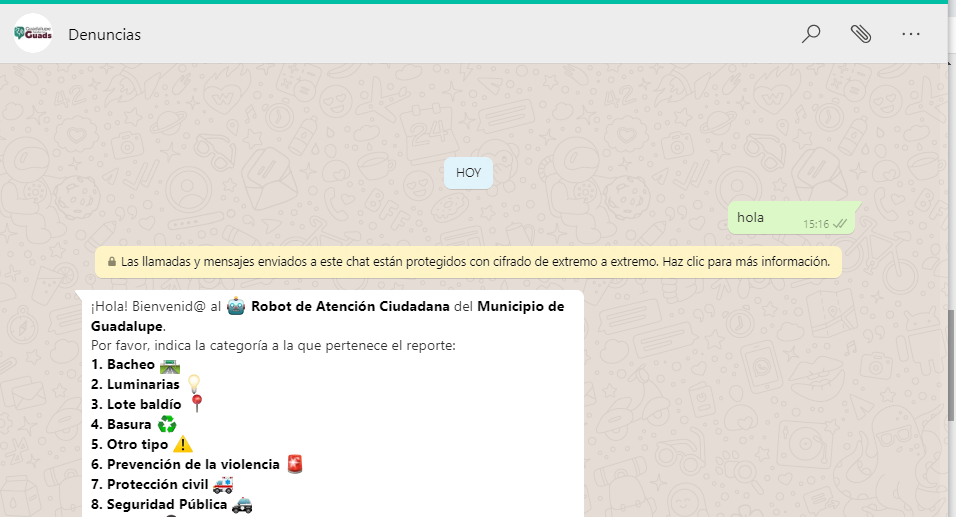 Guadalupe
Guads
Denuncias
HOY
hola
15:16
Las llamadas y mensajes enviados a este chat están protegidos con cifrado de extremo a extremo. Haz clic para más información.
¡Hola! Bienvenid@ al 🤖 Robot de Atención Ciudadana del Municipio de
Guadalupe.
Por favor, indica la categoría a la que pertenece el reporte:
1. Bacheo 🛣️
2. Luminarias 💡
3. Lote baldío 📍
4. Basura ♻️
5. Otro tipo ⚠️
6. Prevención de la violencia 🚨
7. Protección civil 🚑
8. Seguridad Pública 🚓